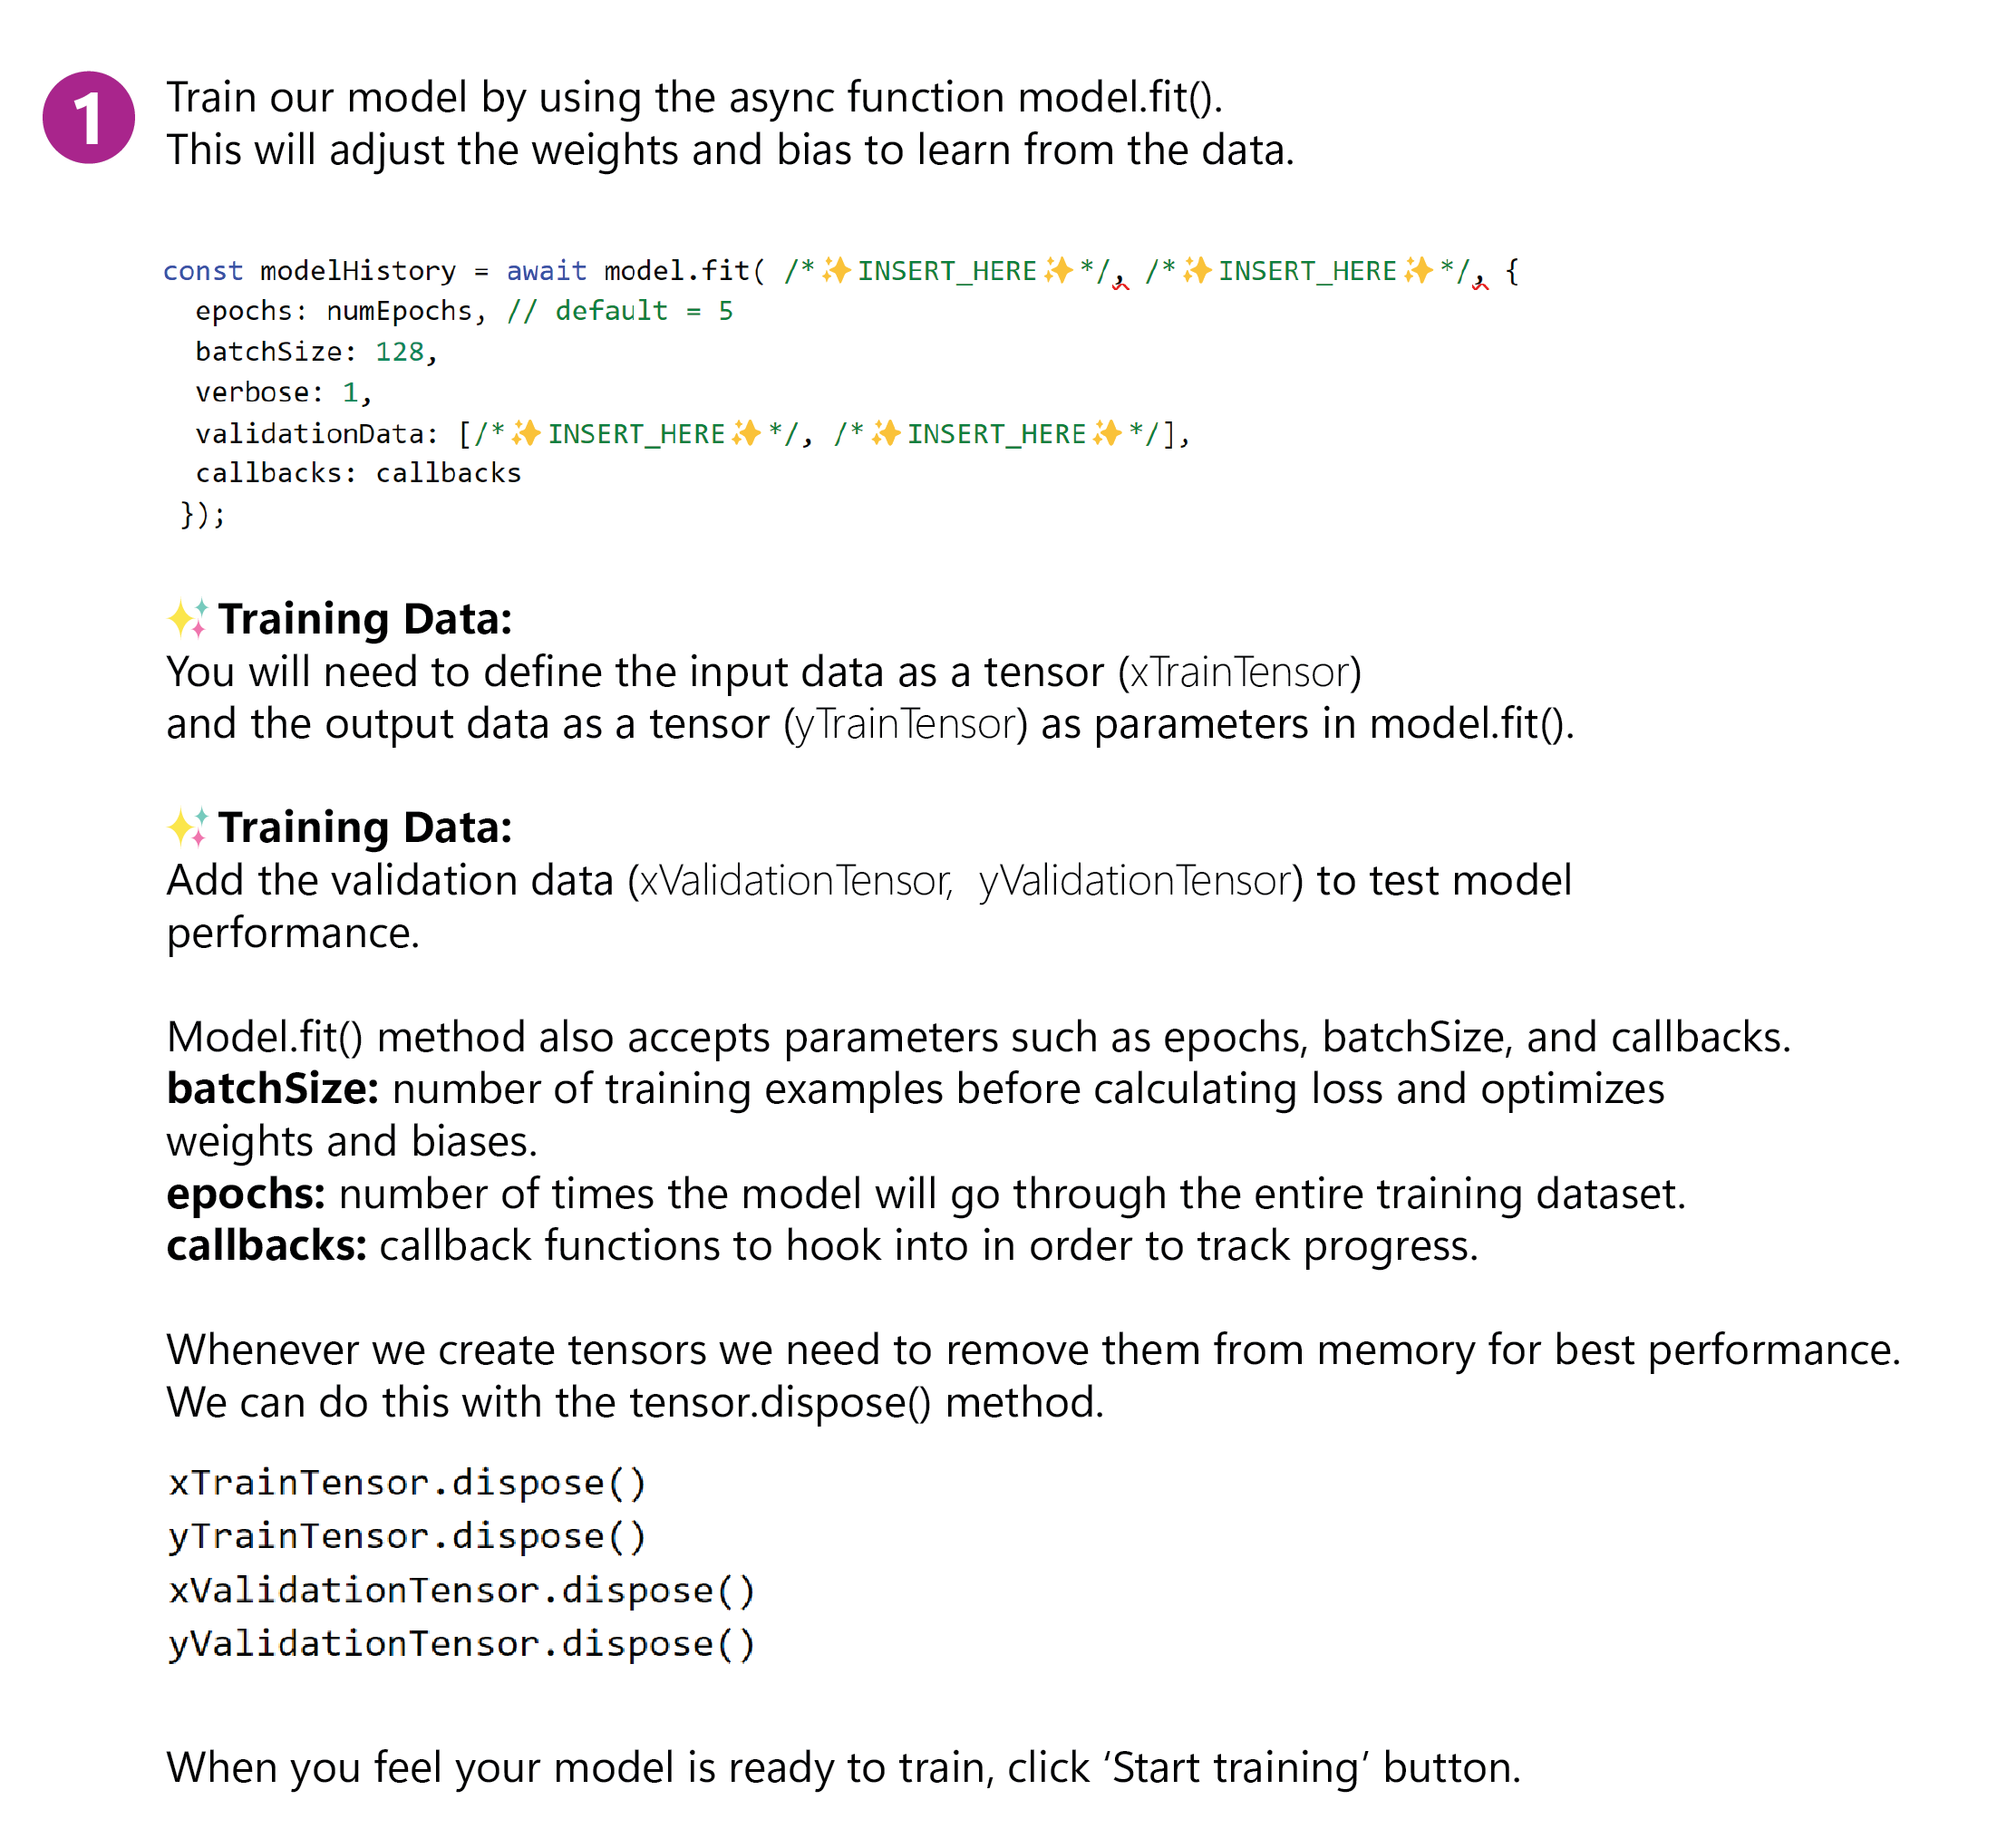 1
Train our model by using the async function model.fit().
This will adjust the weights and bias to learn from the data.
const modelHistory = await model.fit( /*✨INSERT_HERE✨*/, /*✨INSERT_HERE✨*/, {
epochs: numEpochs, // default = 5
batchSize: 128,
verbose: 1,
validationData: [/*✨INSERT_HERE✨*/, /*✨INSERT_HERE✨*/],
callbacks: callbacks
});
✨ Training Data:
You will need to define the input data as a tensor (xTrainTensor)
and the output data as a tensor (yTrainTensor) as parameters in model.fit().
✨ Training Data:
Add the validation data (xValidationTensor, yValidationTensor) to test model
performance.
Model.fit() method also accepts parameters such as epochs, batchSize, and callbacks.
batchSize: number of training examples before calculating loss and optimizes
weights and biases.
epochs: number of times the model will go through the entire training dataset.
callbacks: callback functions to hook into in order to track progress.
Whenever we create tensors we need to remove them from memory for best performance.
We can do this with the tensor.dispose() method.
xTrainTensor.dispose()
yTrainTensor.dispose()
xValidationTensor.dispose()
yValidationTensor.dispose()
When you feel your model is ready to train, click ‘Start training’ button.